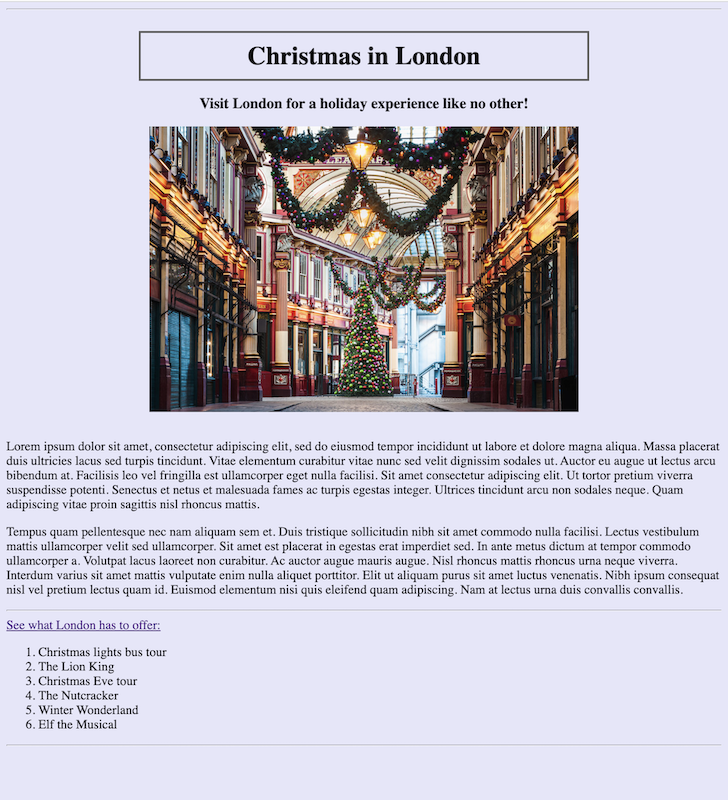 Christmas in London
Visit London for a holiday experience like no other!
Lorem ipsum dolor sit amet, consectetur adipiscing elit, sed do eiusmod tempor incididunt ut labore et dolore magna aliqua. Massa placerat
duis ultricies lacus sed turpis tincidunt. Vitae elementum curabitur vitae nunc sed velit dignissim sodales ut. Auctor eu augue ut lectus arcu
bibendum at. Facilisis leo vel fringilla est ullamcorper eget nulla facilisi. Sit amet consectetur adipiscing elit. Ut tortor pretium viverra
suspendisse potenti. Senectus et netus et malesuada fames ac turpis egestas integer. Ultrices tincidunt arcu non sodales neque. Quam
adipiscing vitae proin sagittis nisl rhoncus mattis.
Tempus quam pellentesque nec nam aliquam sem et. Duis tristique sollicitudin nibh sit amet commodo nulla facilisi. Lectus vestibulum
mattis ullamcorper velit sed ullamcorper. Sit amet est placerat in egestas erat imperdiet sed. In ante metus dictum at tempor commodo
ullamcorper a. Volutpat lacus laoreet non curabitur. Ac auctor augue mauris augue. Nisl rhoncus mattis rhoncus urna neque viverra.
Interdum varius sit amet mattis vulputate enim nulla aliquet porttitor. Elit ut aliquam purus sit amet luctus venenatis. Nibh ipsum consequat
nisl vel pretium lectus quam id. Euismod elementum nisi quis eleifend quam adipiscing. Nam at lectus urna duis convallis convallis.
See what London has to offer:
1. Christmas lights bus tour
2. The Lion King
3. Christmas Eve tour
4. The Nutcracker
5. Winter Wonderland
6. Elf the Musical